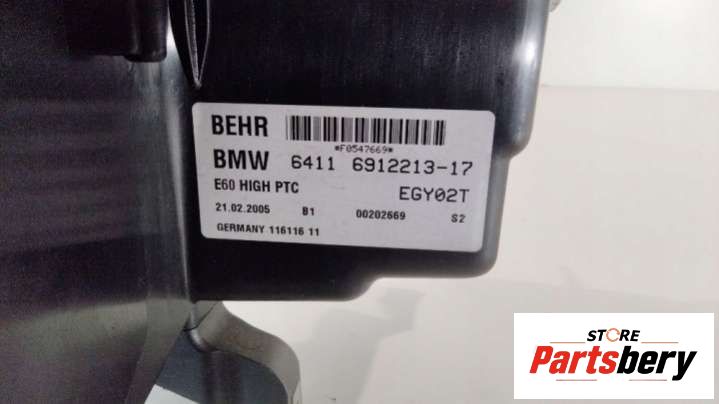 BEHR
*F0547669*
BMW 6411 6912213-17
E60 HIGH PTC EGY02T
21.02.2005 B1 00202669 S2
GERMANY 116116 11
STORE
Partsbery